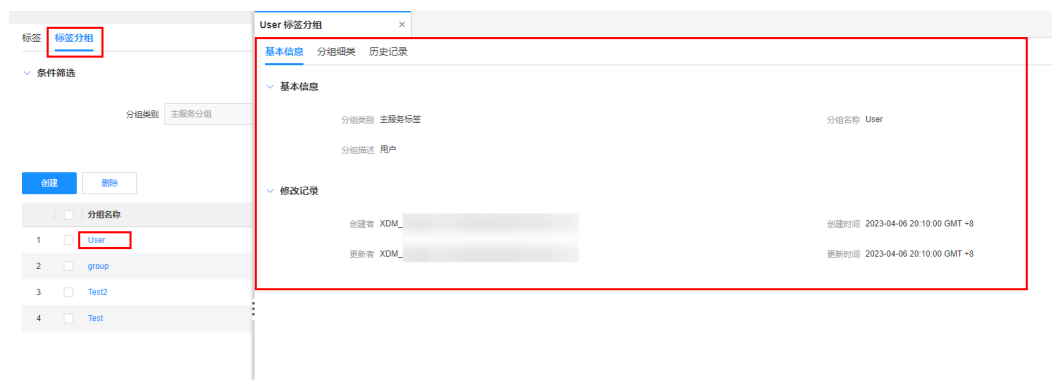 标签 标签分组
条件筛选
分组类别 主服务分组
创建 删除
分组名称
1 User
2 group
3 Test2
4 Test
User 标签分组 ×
基本信息 分组细类 历史记录
基本信息
分组类别 主服务标签 分组名称 User
分组描述 用户
修改记录
创建者 XDM_ 创建时间 2023-04-06 20:10:00 GMT +8
更新者 XDM_ 更新时间 2023-04-06 20:10:00 GMT +8